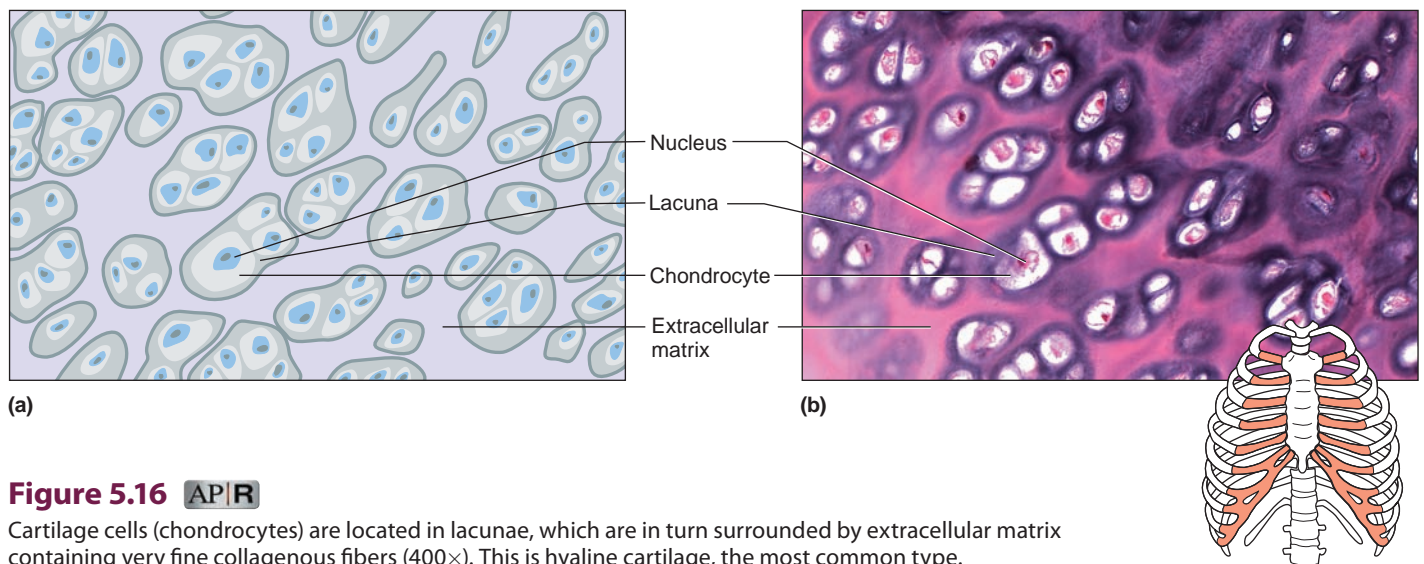 Nucleus
Lacuna
Chondrocyte
Extracellular
matrix
(a)
(b)
Figure 5.16 AP|R
Cartilage cells (chondrocytes) are located in lacunae, which are in turn surrounded by extracellular matrix
containing very fine collagenous fibers (400×). This is hyaline cartilage, the most common type.